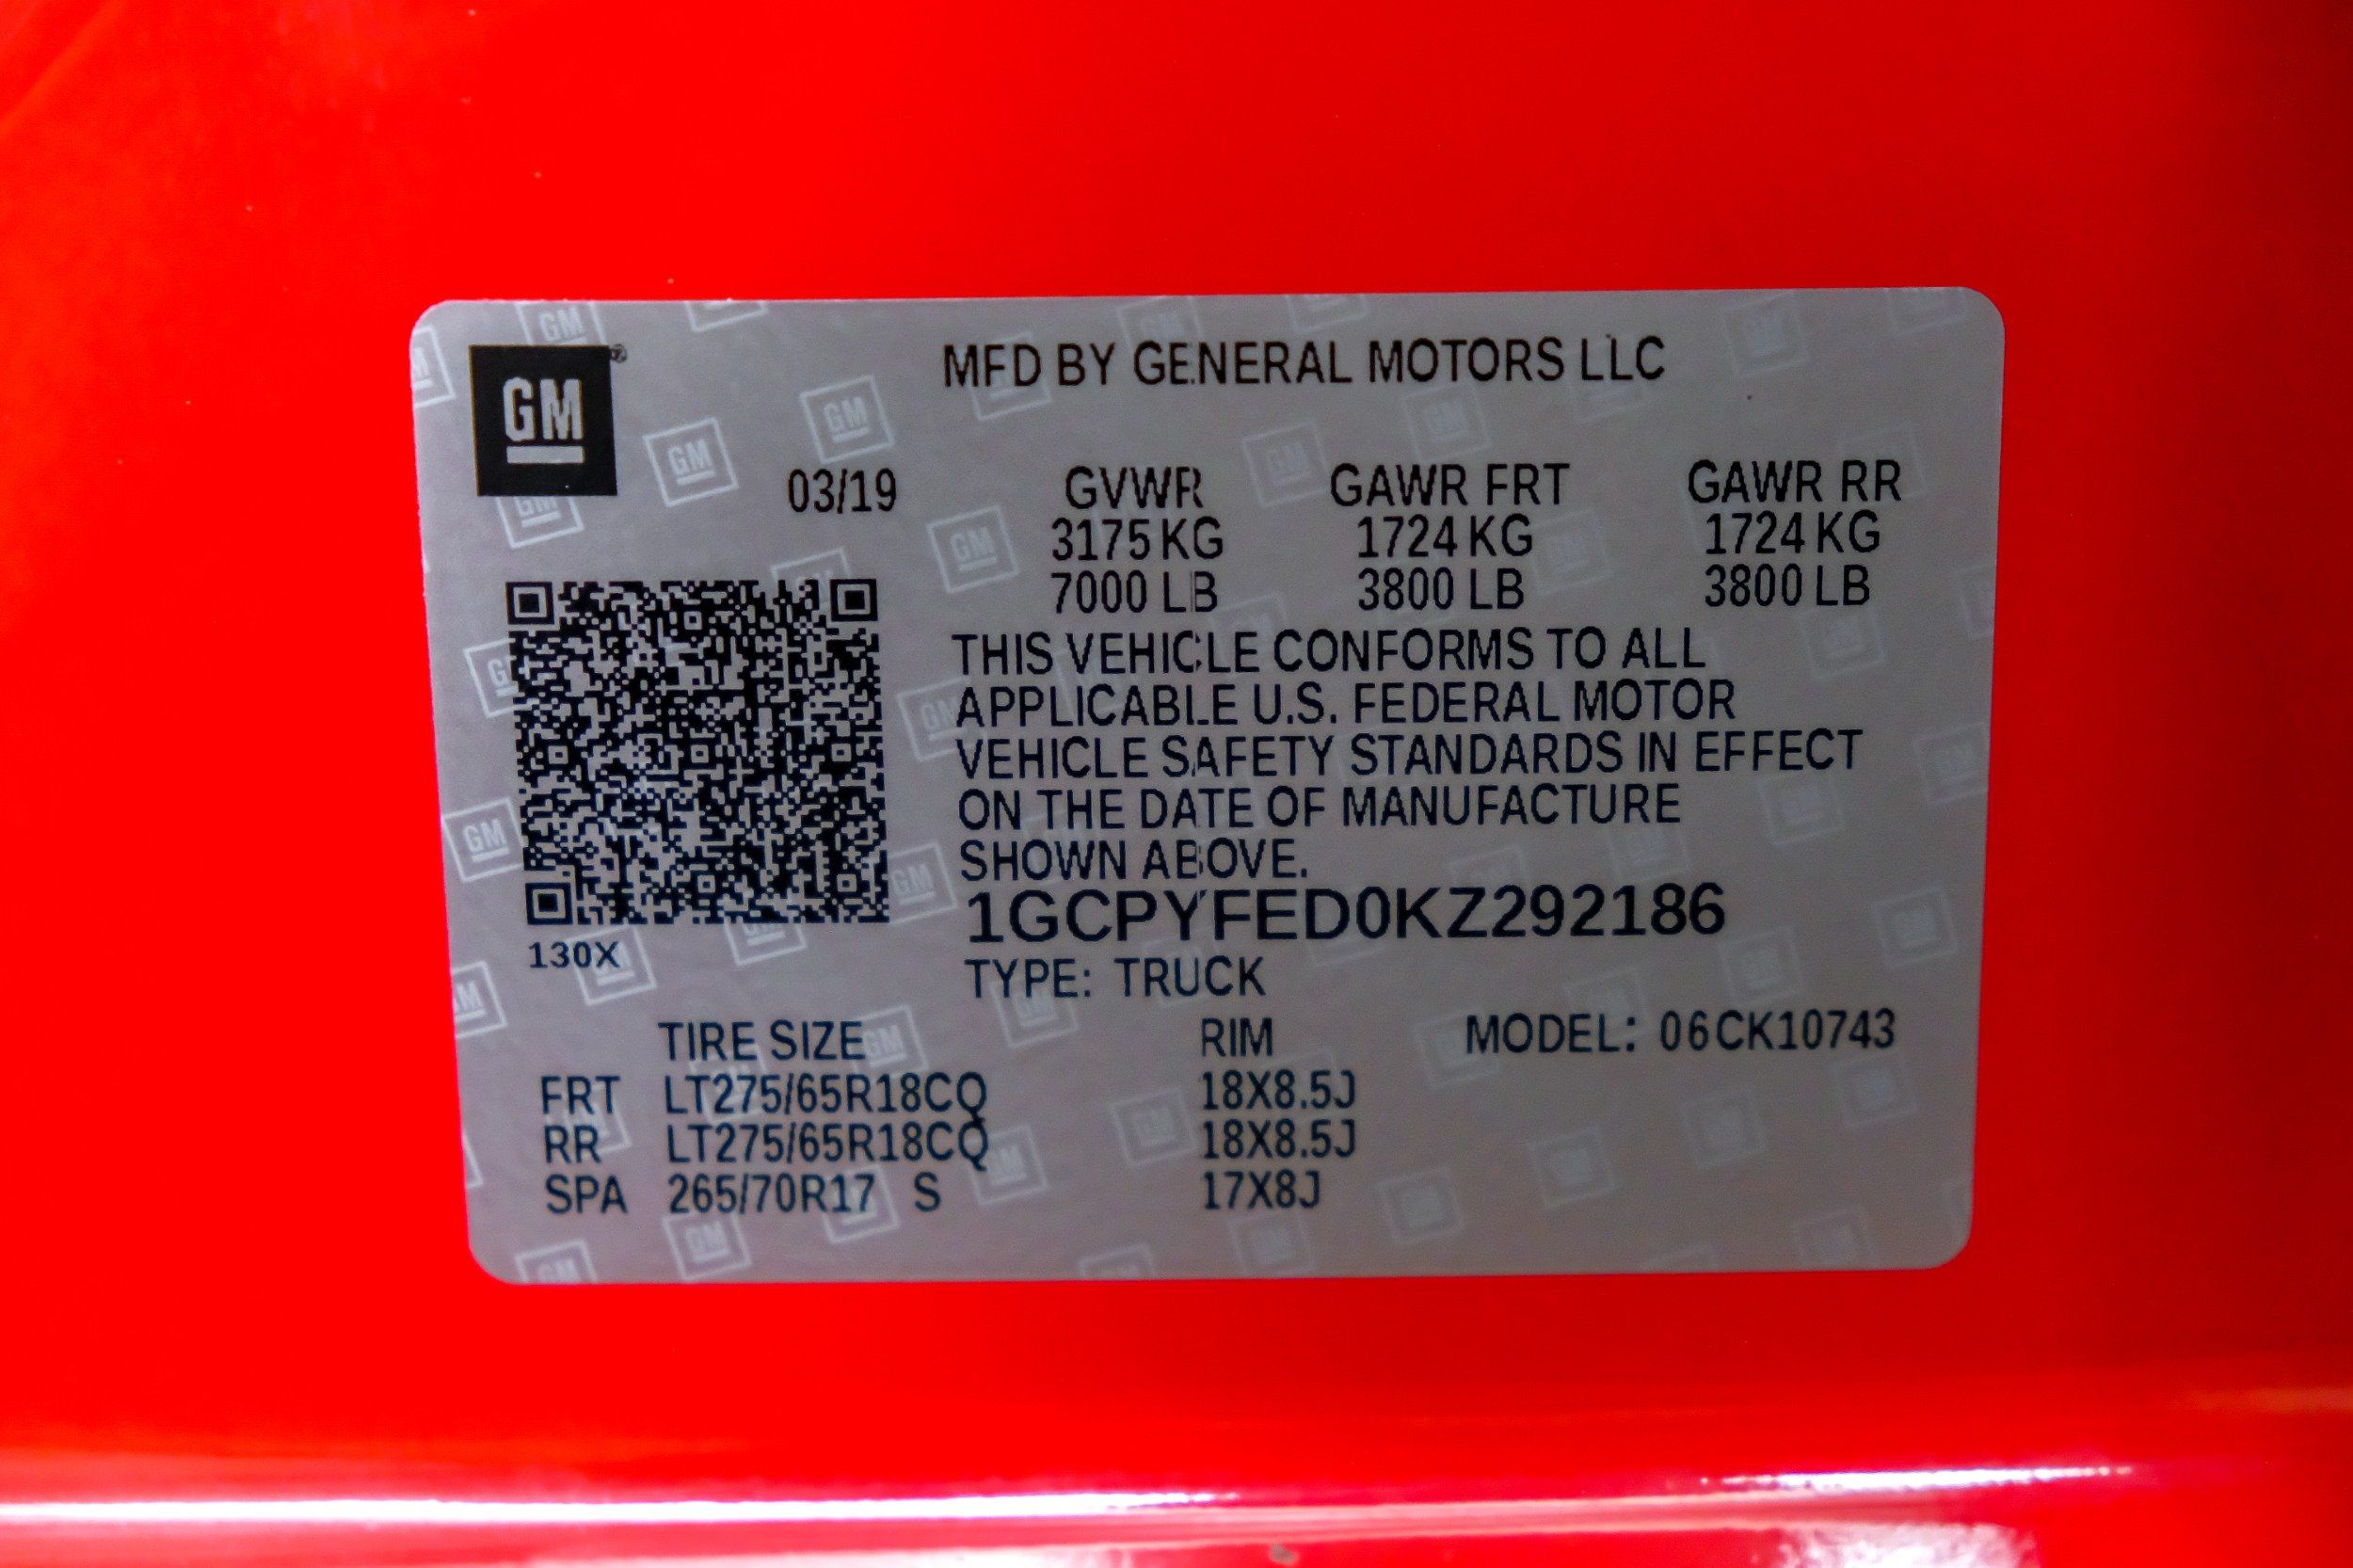 GM
MFD BY GENERAL MOTORS LLC
03/19 GVWR GAWR FRT GAWR RR
3175 KG 1724 KG 1724 KG
7000 LB 3800 LB 3800 LB
THIS VEHICLE CONFORMS TO ALL
APPLICABLE U.S. FEDERAL MOTOR
VEHICLE SAFETY STANDARDS IN EFFECT
ON THE DATE OF MANUFACTURE
SHOWN ABOVE.
1GCPYFED0KZ292186
130X
TYPE: TRUCK
TIRE SIZE RIM MODEL: 06CK10743
FRT LT275/65R18CQ 18X8.5J
RR LT275/65R18CQ 18X8.5J
SPA 265/70R17 S 17X8J